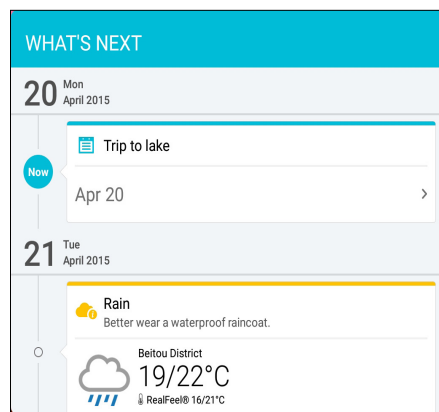 WHAT'S NEXT
20 Mon
April 2015
Trip to lake
Now
Apr 20
21 Tue
April 2015
Rain
Better wear a waterproof raincoat.
Beitou District
19/22°C
RealFeel® 16/21°C